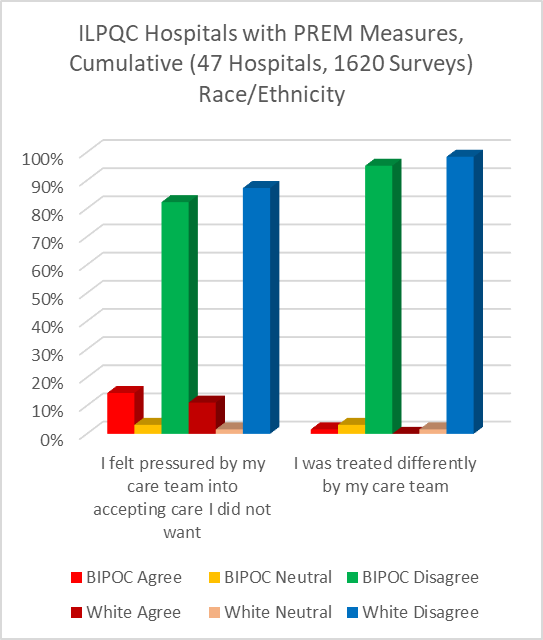 ILPQC Hospitals with PREM Measures,
Cumulative (47 Hospitals, 1620 Surveys)
Race/Ethnicity
100%
90%
80%
70%
60%
50%
40%
30%
20%
10%
0%
I felt pressured by my
care team into
accepting care I did not
want
I was treated differently
by my care team
BIPOC Agree
BIPOC Neutral
BIPOC Disagree
White Agree
White Neutral
White Disagree